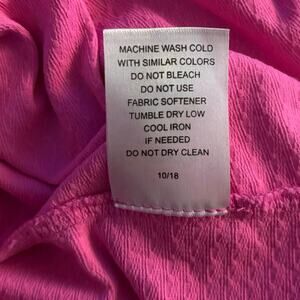 MACHINE WASH COLD
WITH SIMILAR COLORS
DO NOT BLEACH
DO NOT USE
FABRIC SOFTENER
TUMBLE DRY LOW
COOL IRON
IF NEEDED
DO NOT DRY CLEAN
10/18